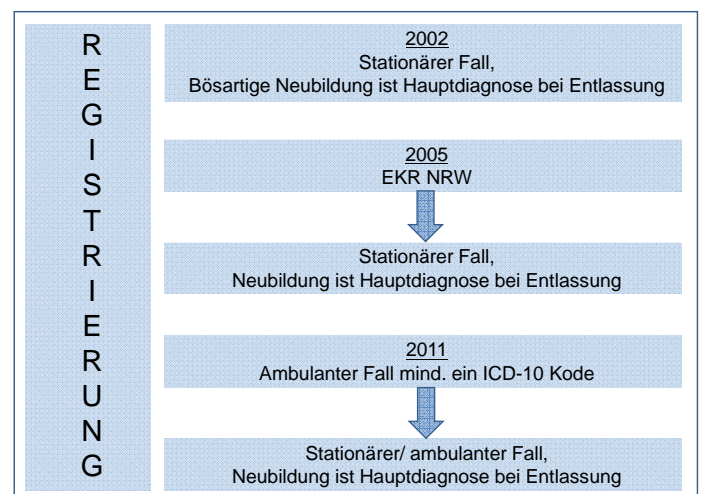 REGISTRIERUNG
2002
Stationärer Fall,
Bösartige Neubildung ist Hauptdiagnose bei Entlassung
2005
EKR NRW
Stationärer Fall,
Neubildung ist Hauptdiagnose bei Entlassung
2011
Ambulanter Fall mind. ein ICD-10 Kode
Stationärer/ ambulanter Fall,
Neubildung ist Hauptdiagnose bei Entlassung